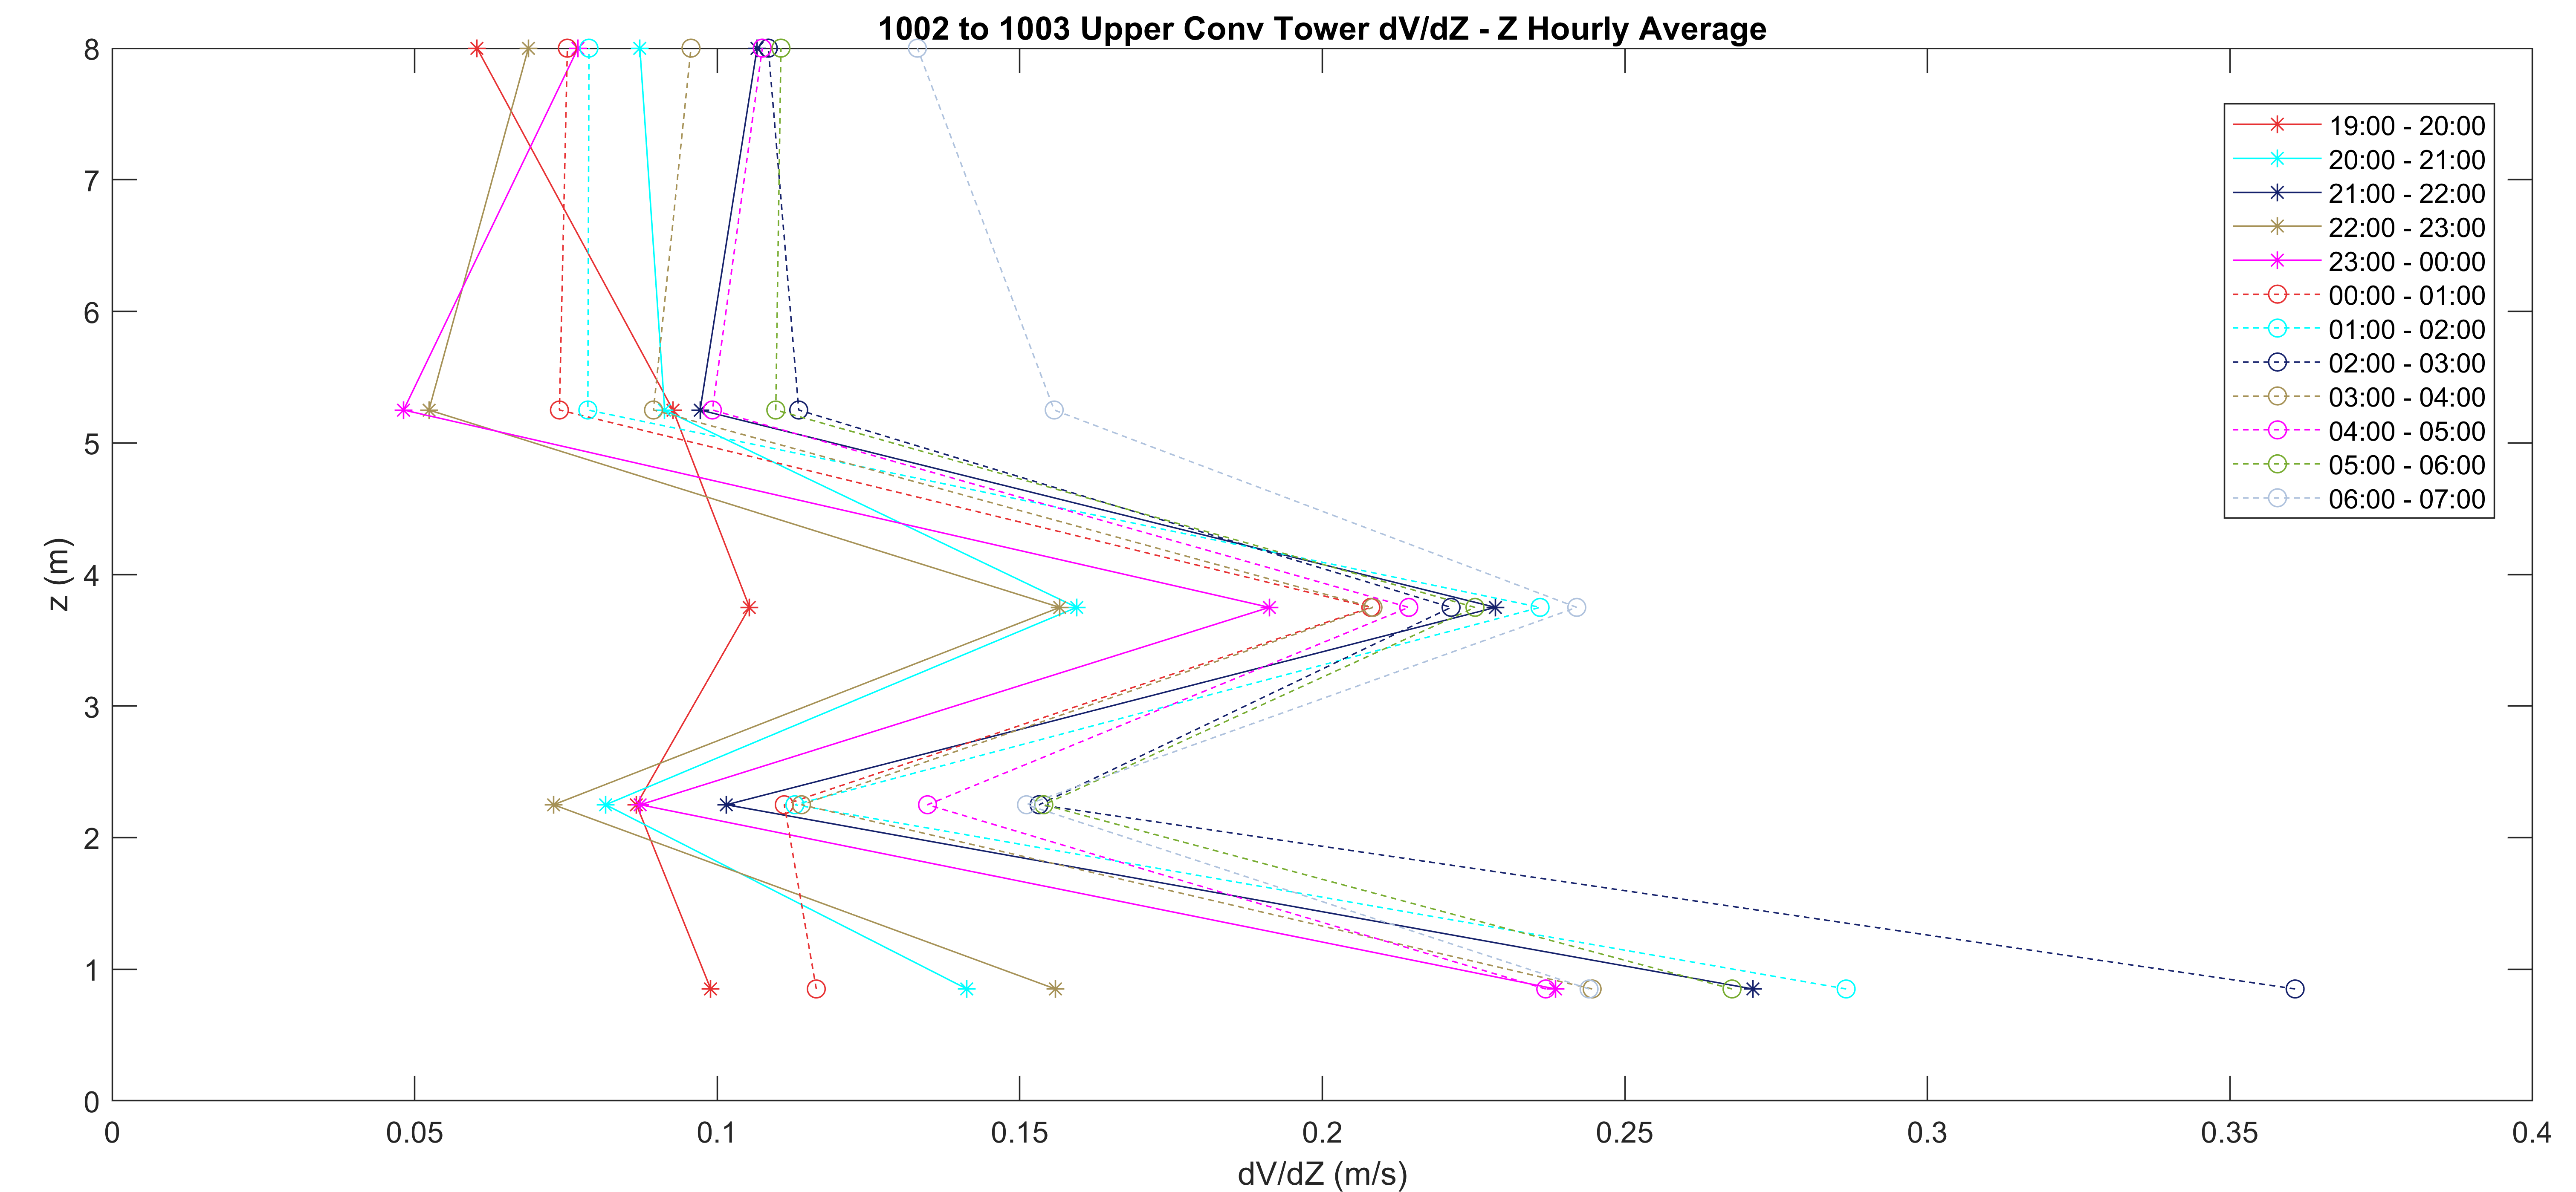 1002 to 1003 Upper Conv Tower dV/dZ - Z Hourly Average
8
7
6
5
4
3
2
1
0
z (m)
19:00 - 20:00
20:00 - 21:00
21:00 - 22:00
22:00 - 23:00
23:00 - 00:00
00:00 - 01:00
01:00 - 02:00
02:00 - 03:00
03:00 - 04:00
04:00 - 05:00
05:00 - 06:00
06:00 - 07:00
0 0.05 0.1 0.15 0.2 0.25 0.3 0.35 0.4
dV/dZ (m/s)